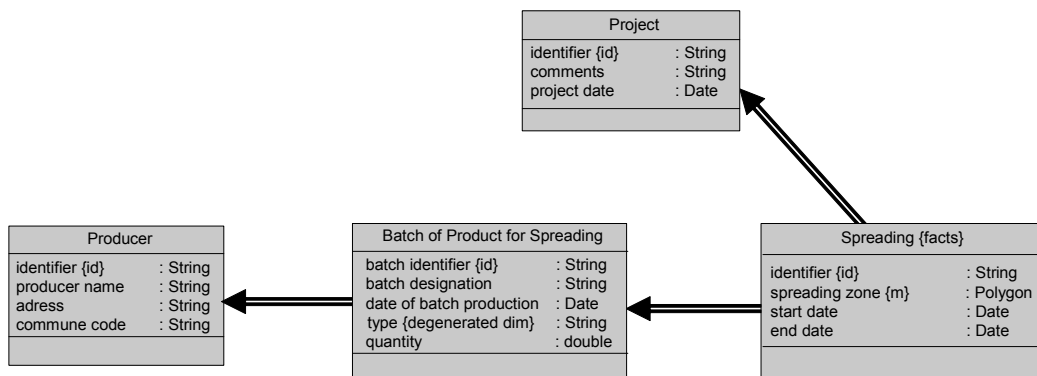 Project
identifier {id} : String
comments : String
project date : Date
Producer
identifier {id} : String
producer name : String
adress : String
commune code : String
Batch of Product for Spreading
batch identifier {id} : String
batch designation : String
date of batch production : Date
type {degenerated dim} : String
quantity : double
Spreading {facts}
identifier {id} : String
spreading zone {m} : Polygon
start date : Date
end date : Date